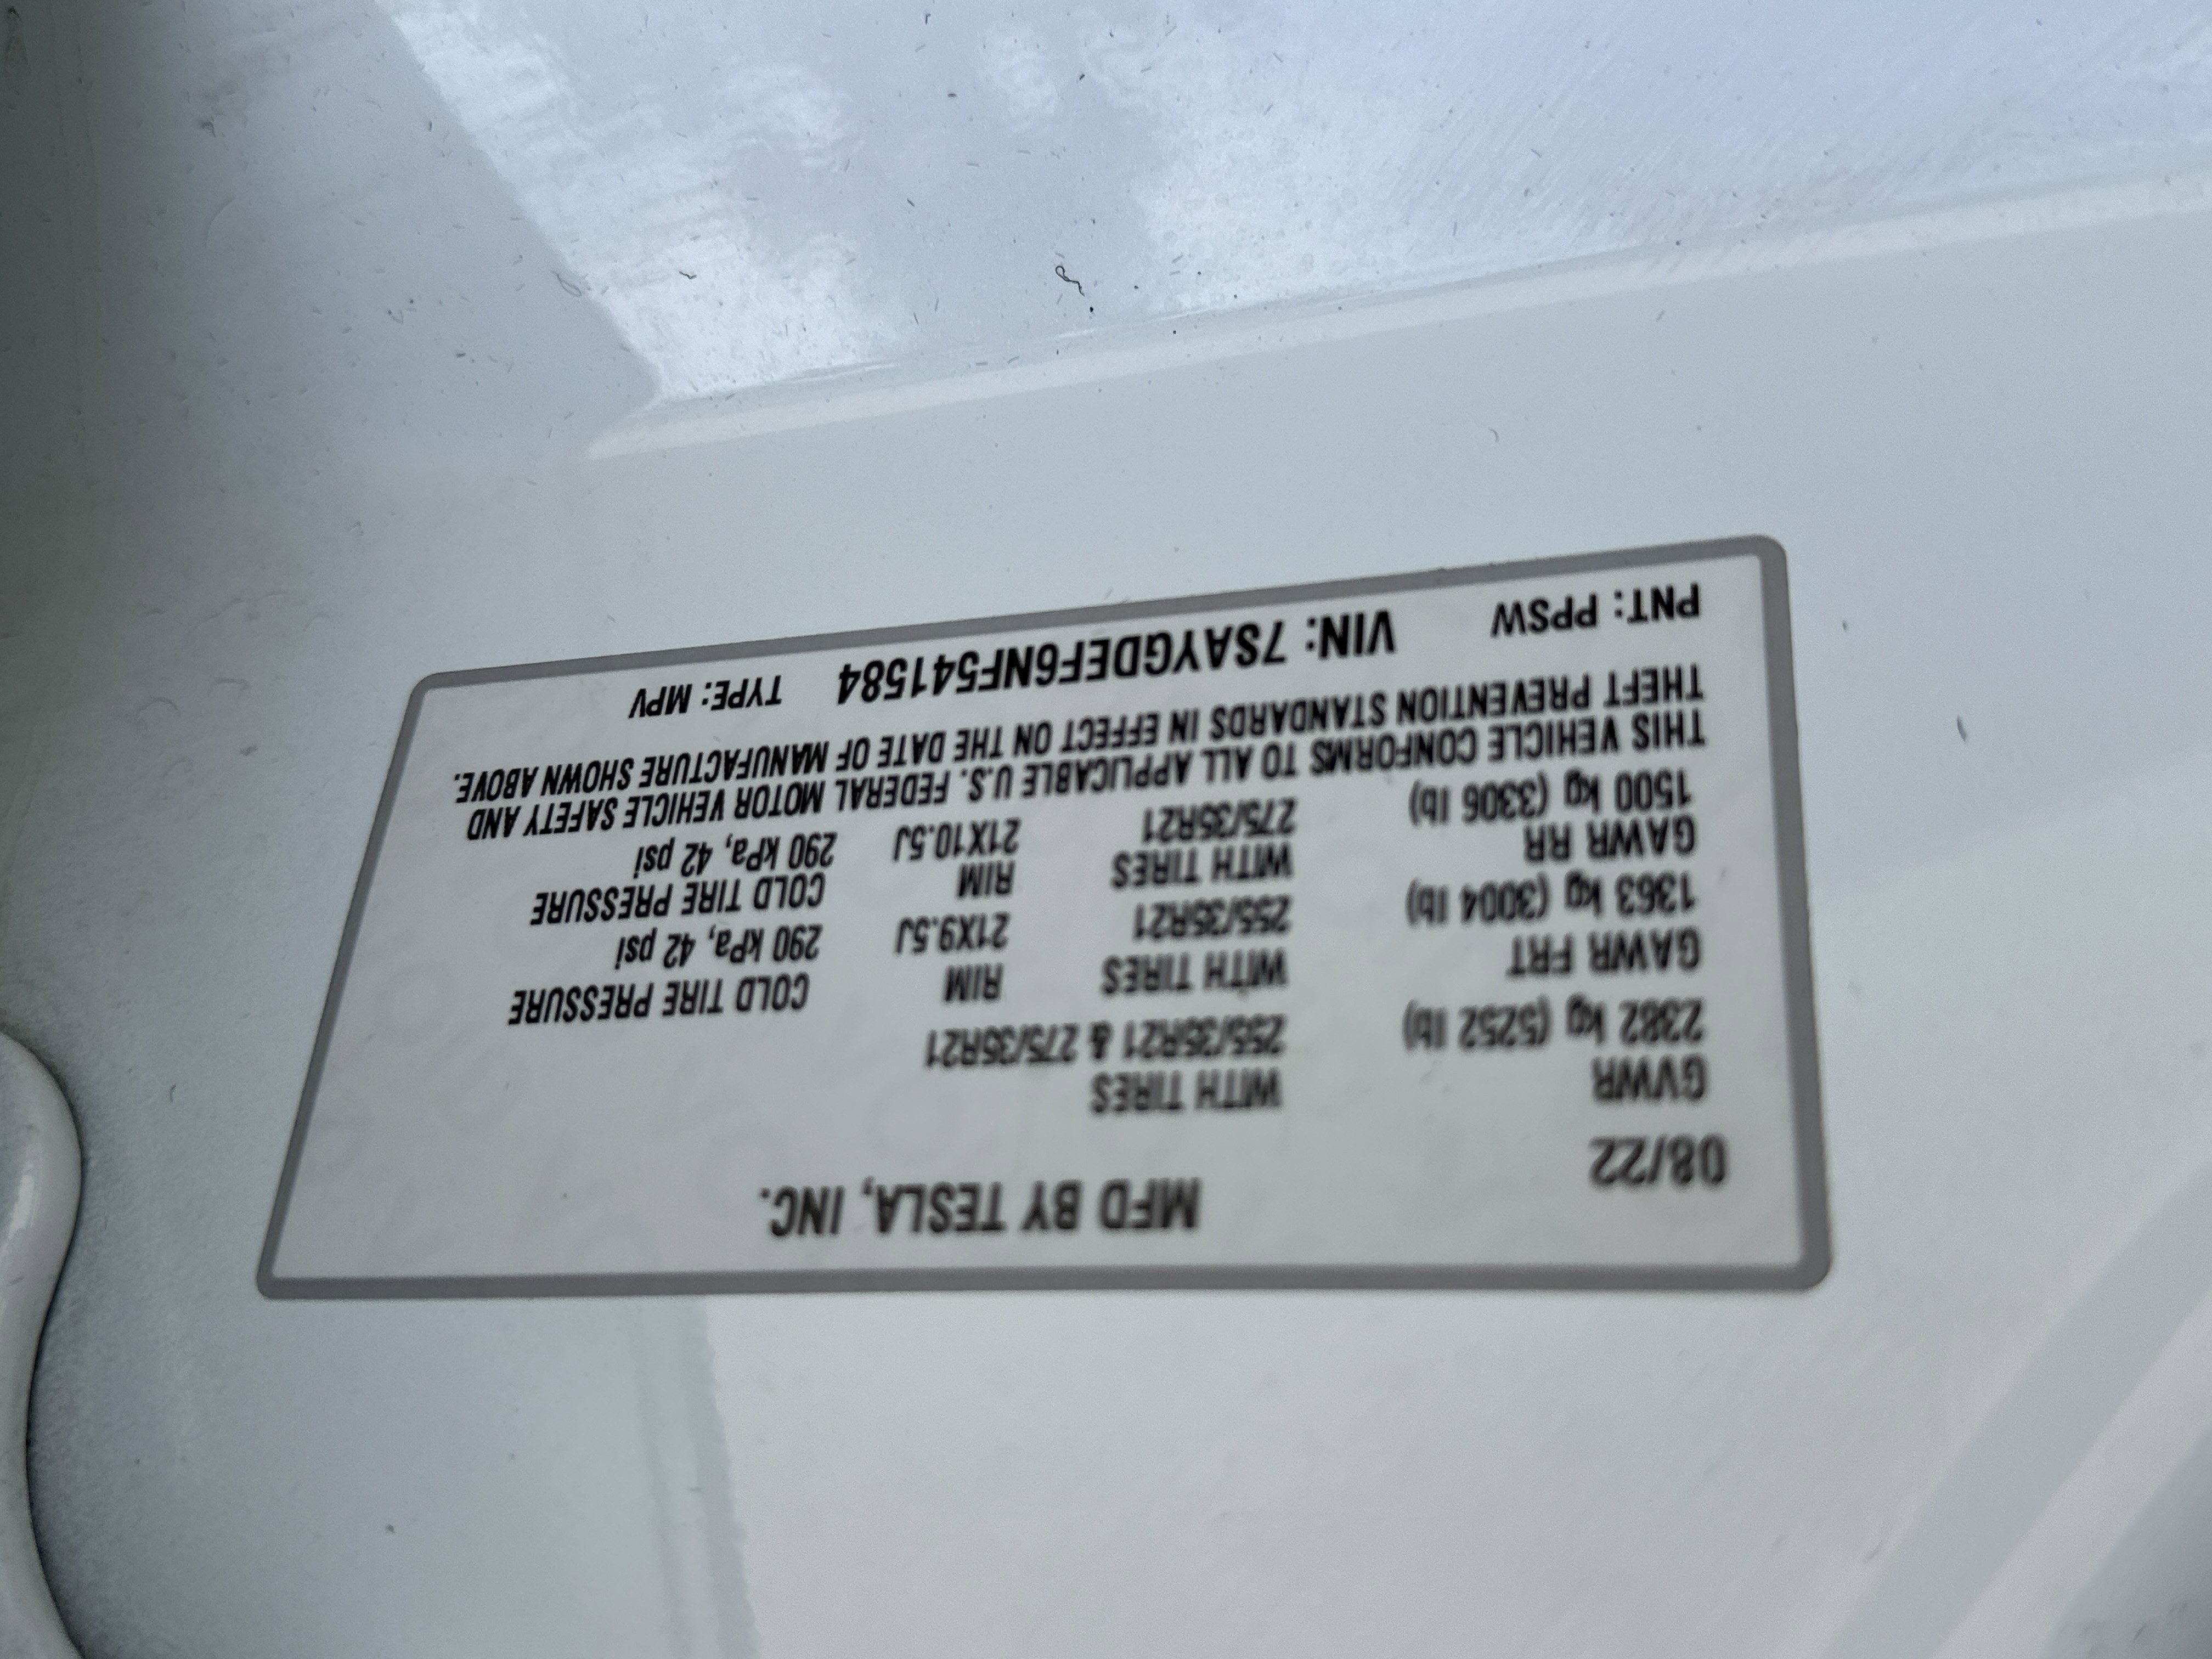 MFD BY TESLA, INC.
08/22
GVWR WITH TIRES
2382 kg (5252 lb) 255/35R21 & 275/35R21
GAWR FRT WITH TIRES RIM COLD TIRE PRESSURE
1363 kg (3004 lb) 255/35R21 21X9.5J 290 kPa, 42 psi
GAWR RR WITH TIRES RIM COLD TIRE PRESSURE
1500 kg (3306 lb) 275/35R21 21X10.5J 290 kPa, 42 psi
THIS VEHICLE CONFORMS TO ALL APPLICABLE U.S. FEDERAL MOTOR VEHICLE SAFETY AND
THEFT PREVENTION STANDARDS IN EFFECT ON THE DATE OF MANUFACTURE SHOWN ABOVE.
PNT: PPSW VIN: 7SAYGDEF6NF541584 TYPE: MPV